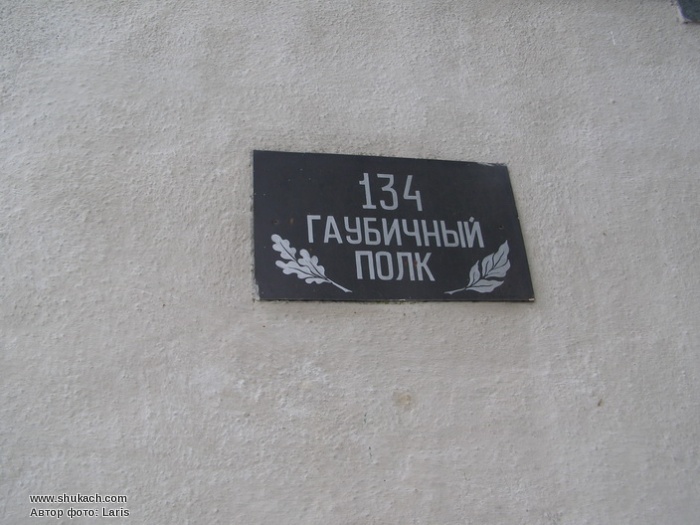 134
ГАУБИЧНЫЙ
ПОЛК
www.shukach.com
Автор фото: Laris